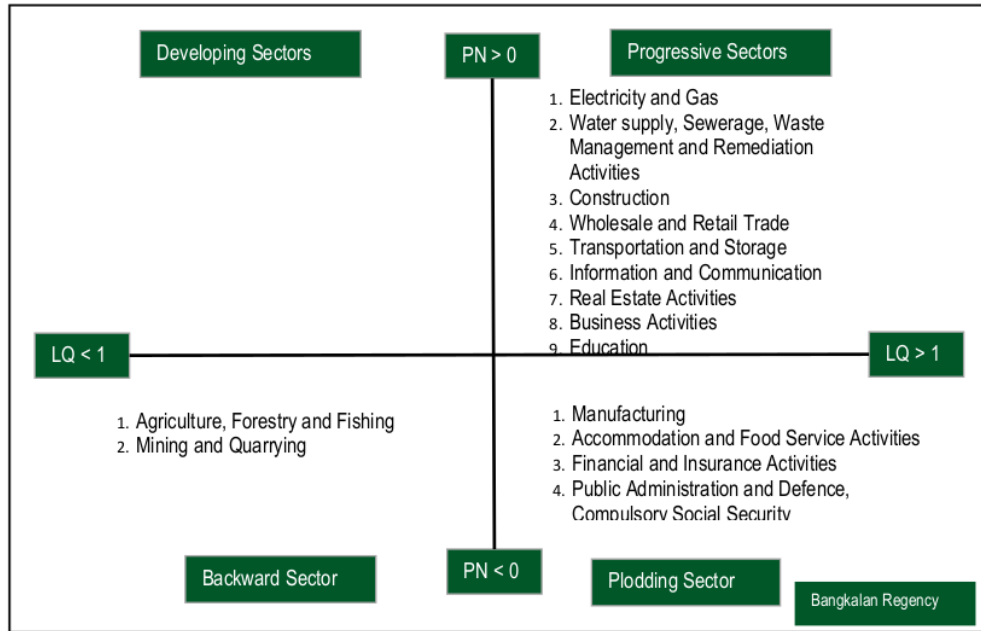 Developing Sectors
PN > 0
Progressive Sectors
1. Electricity and Gas
2. Water supply, Sewerage, Waste
Management and Remediation
Activities
3. Construction
4. Wholesale and Retail Trade
5. Transportation and Storage
6. Information and Communication
7. Real Estate Activities
8. Business Activities
9. Education
LQ < 1
LQ > 1
1. Agriculture, Forestry and Fishing
2. Mining and Quarrying
1. Manufacturing
2. Accommodation and Food Service Activities
3. Financial and Insurance Activities
4. Public Administration and Defence,
Compulsory Social Security
Backward Sector
PN < 0
Plodding Sector
Bangkalan Regency